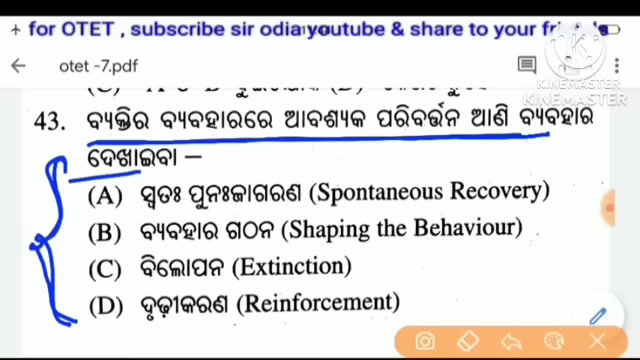 for OTET , subscribe sir odia youtube & share to your friends
otet -7.pdf
43. ବ୍ୟକ୍ତିର ବ୍ୟବହାରରେ ଆବଶ୍ୟକ ପରିବର୍ତ୍ତନ ଆଣି ବ୍ୟବହାର
ଦେଖାଇବା –
(A) ସ୍ୱତଃ ପୁନଃଜାଗରଣ (Spontaneous Recovery)
(B) ବ୍ୟବହାର ଗଠନ (Shaping the Behaviour)
(C) ବିଲୋପନ (Extinction)
(D) ଦୃଢ଼ୀକରଣ (Reinforcement)
KINEMASTER
KINEMASTER